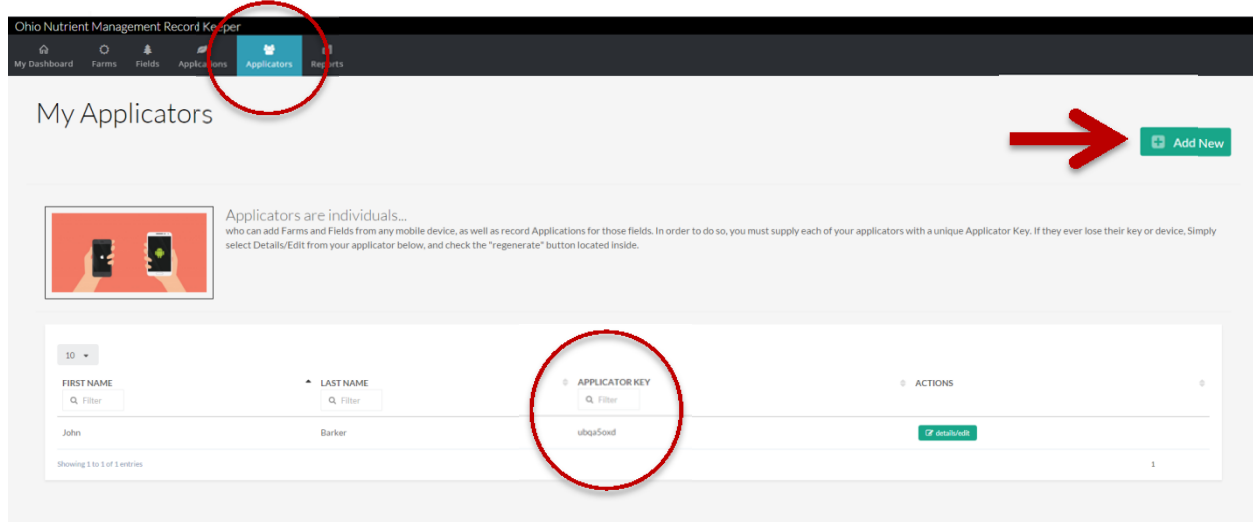 Ohio Nutrient Management Record Keeper
My Dashboard Farms Fields Applications Applicators Reports
My Applicators
Add New
Applicators are individuals...
who can add Farms and Fields from any mobile device, as well as record Applications for those fields. In order to do so, you must supply each of your applicators with a unique Applicator Key. If they ever lose their key or device, Simply
select Details/Edit from your applicator below, and check the "regenerate" button located inside.
10
FIRST NAME LAST NAME APPLICATOR KEY ACTIONS
Filter Filter Filter
John Barker ubqa5oxd details/edit
Showing 1 to 1 of 1 entries 1